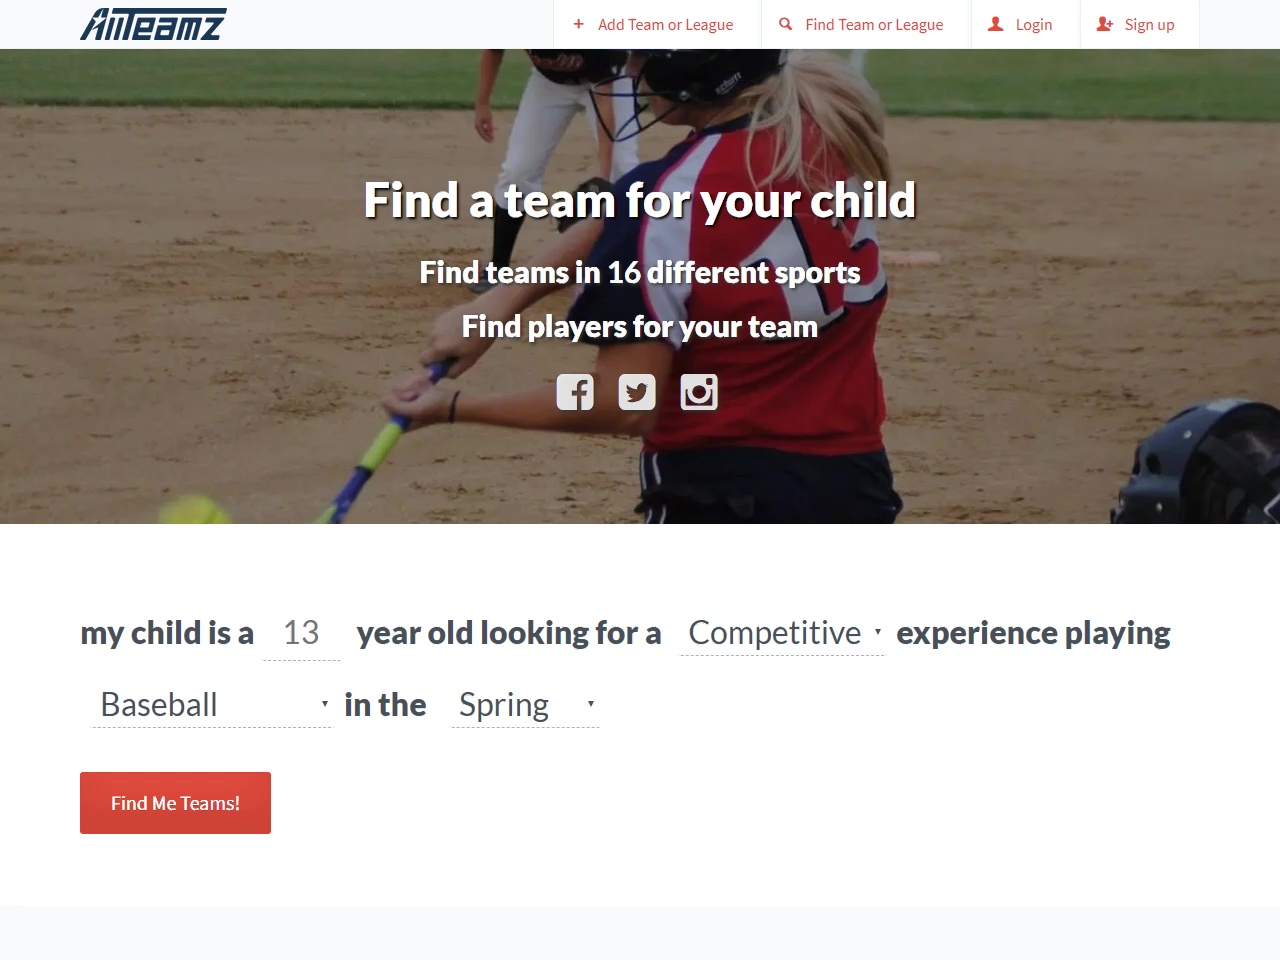 AllTeamz
Add Team or League
Find Team or League
Login
Sign up
schutt
Find a team for your child
12
Find teams in 16 different sports
Find players for your team
my child is a 13 year old looking for a Competitive experience playing
Baseball in the Spring
Find Me Teams!